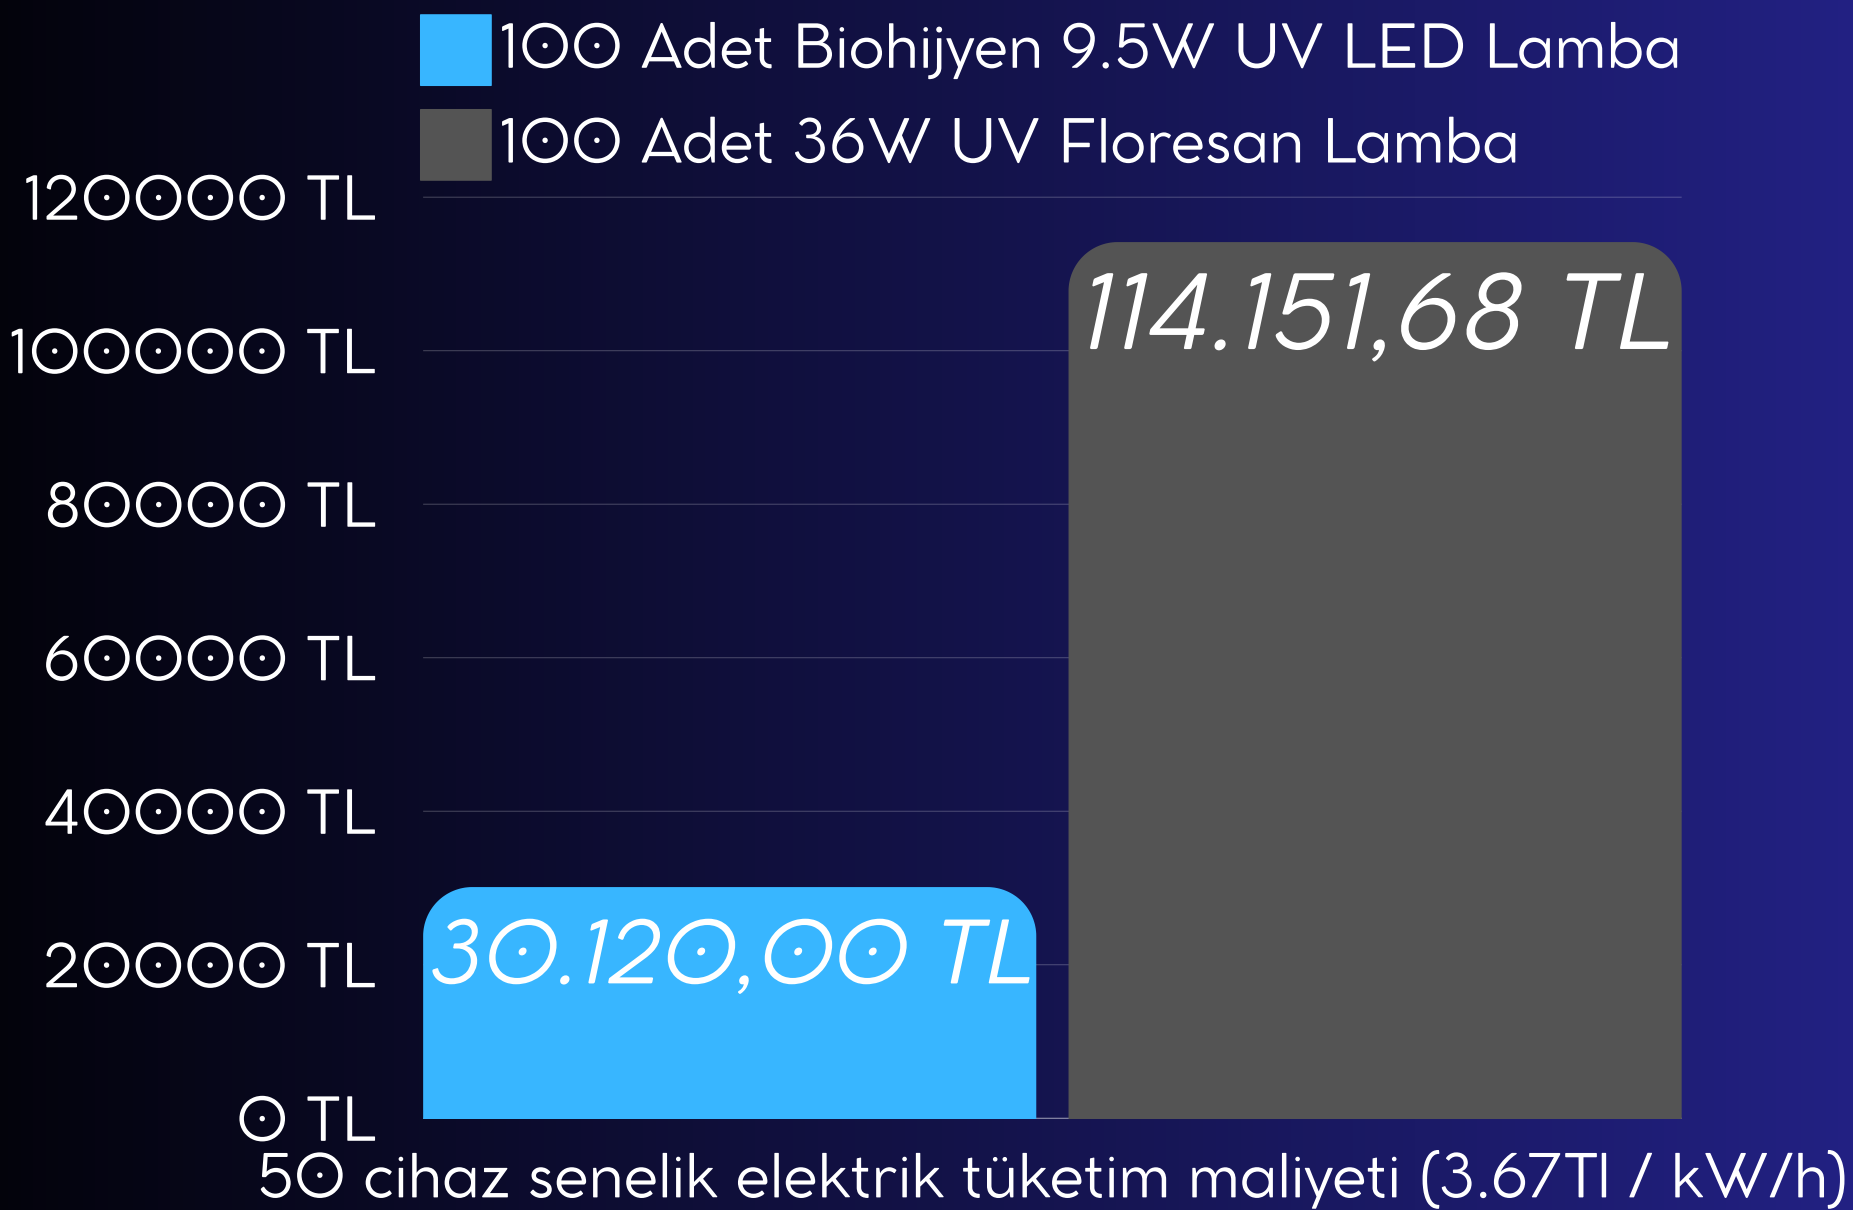 100 Adet Biohijyen 9.5W UV LED Lamba
100 Adet 36W UV Floresan Lamba
120000 TL
114.151,68 TL
100000 TL
80000 TL
60000 TL
40000 TL
30.120,00 TL
20000 TL
0 TL
50 cihaz senelik elektrik tüketim maliyeti (3.67Tl / kW/h)